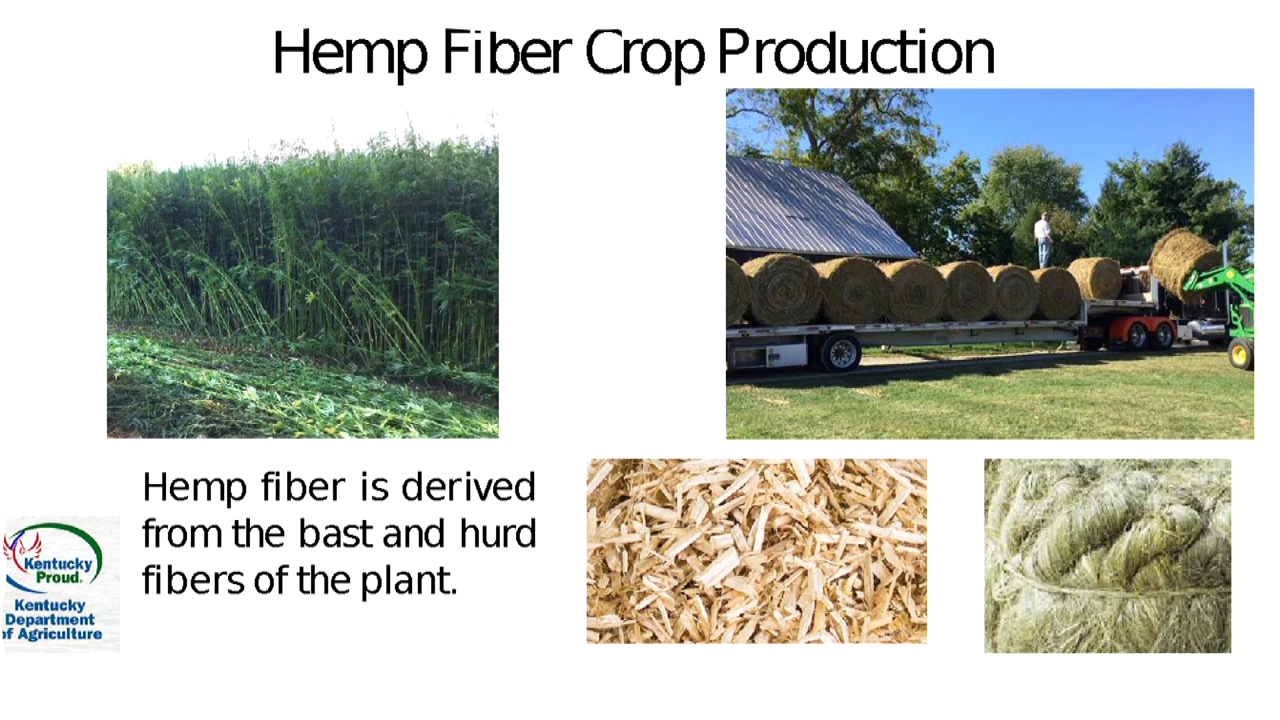 Hemp Fiber Crop Production
Hemp fiber is derived
from the bast and hurd
fibers of the plant.
Kentucky
Proud.
Kentucky
Department
of Agriculture